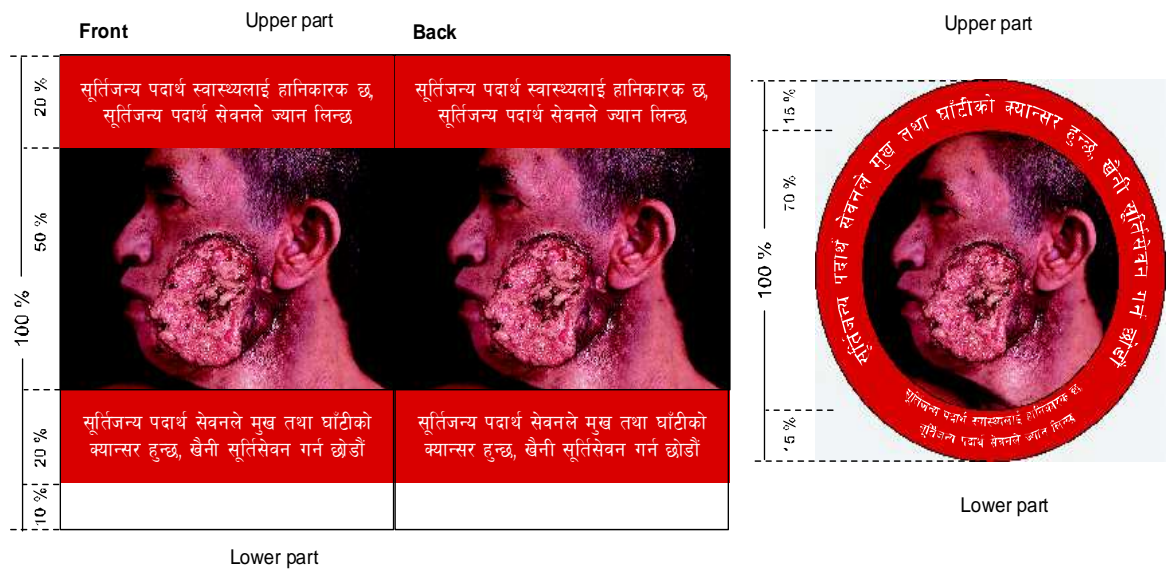 Upper part
Front
Back
20 %
सूर्तिजन्य पदार्थ स्वास्थ्यलाई हानिकारक छ,
सूर्तिजन्य पदार्थ सेवनले ज्यान लिन्छ
सूर्तिजन्य पदार्थ स्वास्थ्यलाई हानिकारक छ,
सूर्तिजन्य पदार्थ सेवनले ज्यान लिन्छ
50 %
100 %
20 %
सूर्तिजन्य पदार्थ सेवनले मुख तथा घाँटीको
क्यान्सर हुन्छ, खैनी सूर्तिसेवन गर्न छोडौं
सूर्तिजन्य पदार्थ सेवनले मुख तथा घाँटीको
क्यान्सर हुन्छ, खैनी सूर्तिसेवन गर्न छोडौं
10 %
Lower part
Upper part
15 %
70 %
100 %
15 %
सूर्तिजन्य पदार्थ सेवनले मुख तथा घाँटीको क्यान्सर हुन्छ, खैनी सूर्तिसेवन गर्न छोडौं
सूर्तिजन्य पदार्थ स्वास्थ्यलाई हानिकारक छ,
सूर्तिजन्य पदार्थ सेवनले ज्यान लिन्छ
Lower part